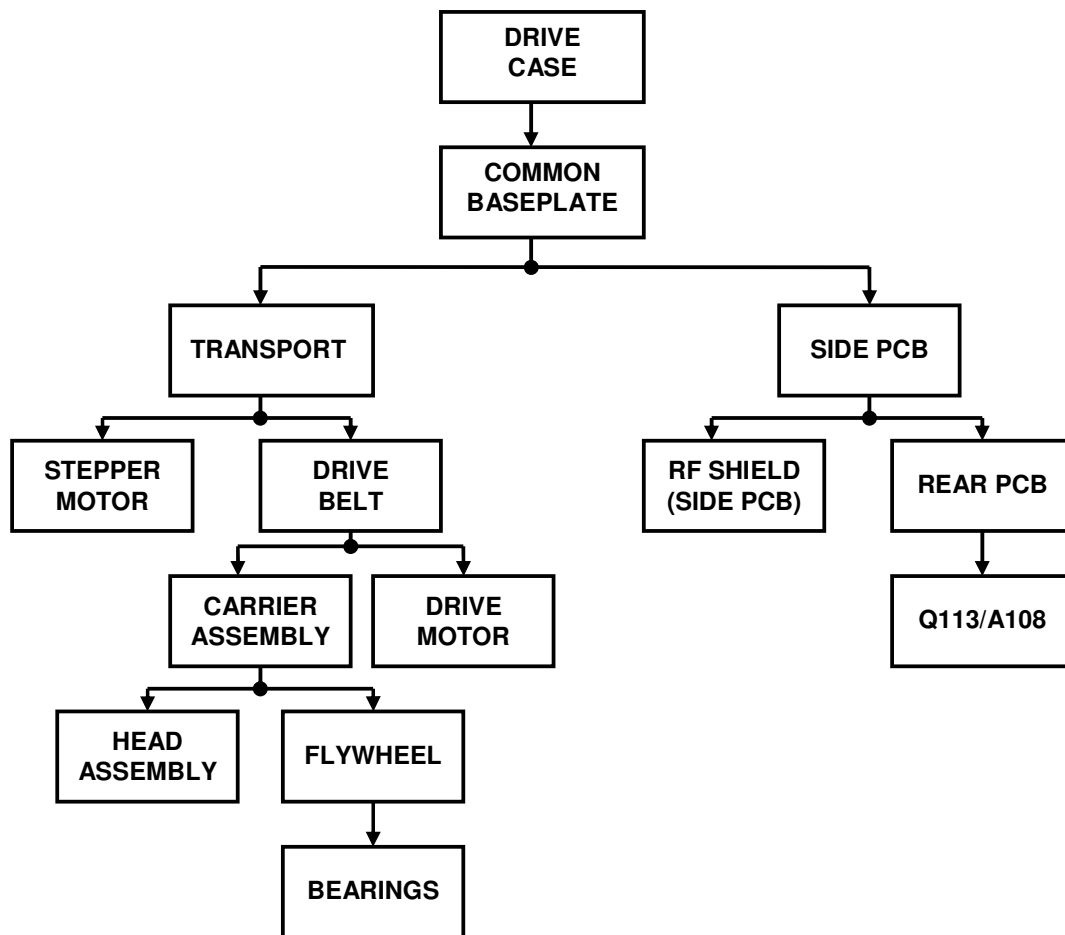 DRIVE
CASE
COMMON
BASEPLATE
TRANSPORT
SIDE PCB
STEPPER
MOTOR
DRIVE
BELT
RF SHIELD
(SIDE PCB)
REAR PCB
CARRIER
ASSEMBLY
DRIVE
MOTOR
Q113/A108
HEAD
ASSEMBLY
FLYWHEEL
BEARINGS